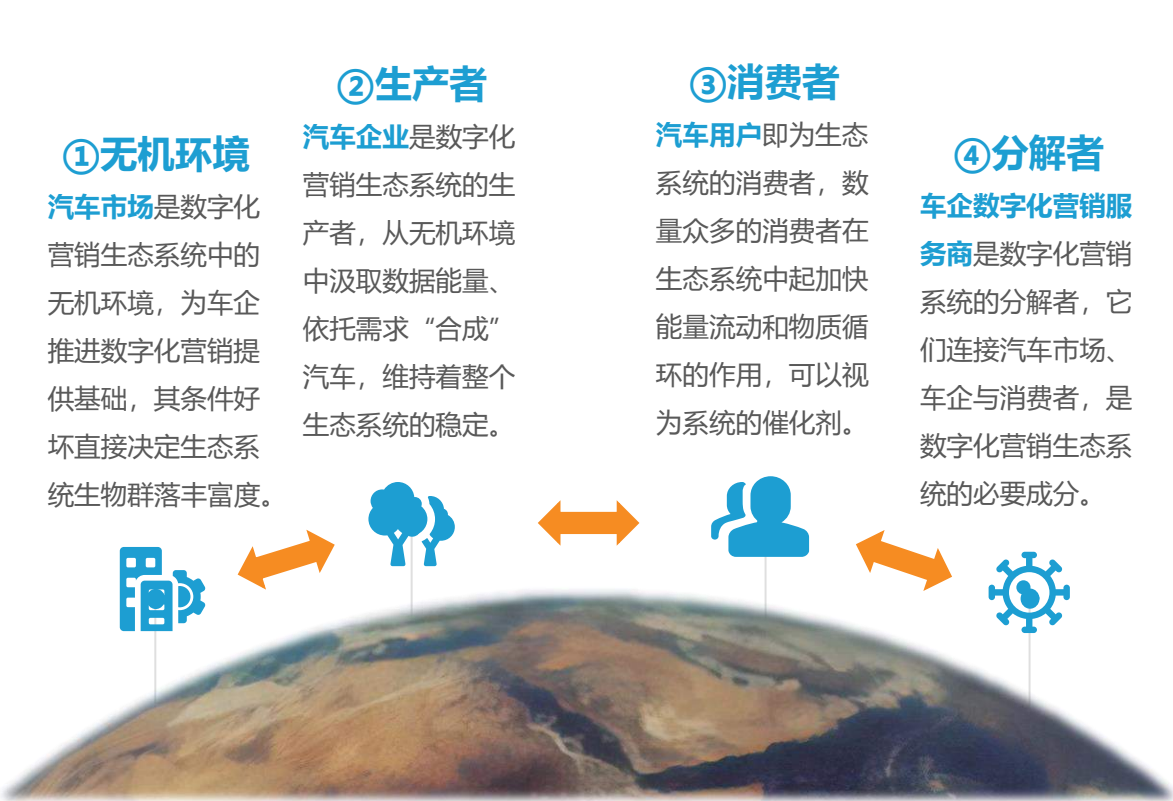 ①无机环境
汽车市场是数字化
营销生态系统中的
无机环境，为车企
推进数字化营销提
供基础，其条件好
坏直接决定生态系
统生物群落丰富度。
②生产者
汽车企业是数字化
营销生态系统的生
产者，从无机环境
中汲取数据能量、
依托需求“合成”
汽车，维持着整个
生态系统的稳定。
③消费者
汽车用户即为生态
系统的消费者，数
量众多的消费者在
生态系统中起加快
能量流动和物质循
环的作用，可以视
为系统的催化剂。
④分解者
车企数字化营销服
务商是数字化营销
系统的分解者，它
们连接汽车市场、
车企与消费者，是
数字化营销生态系
统的必要成分。